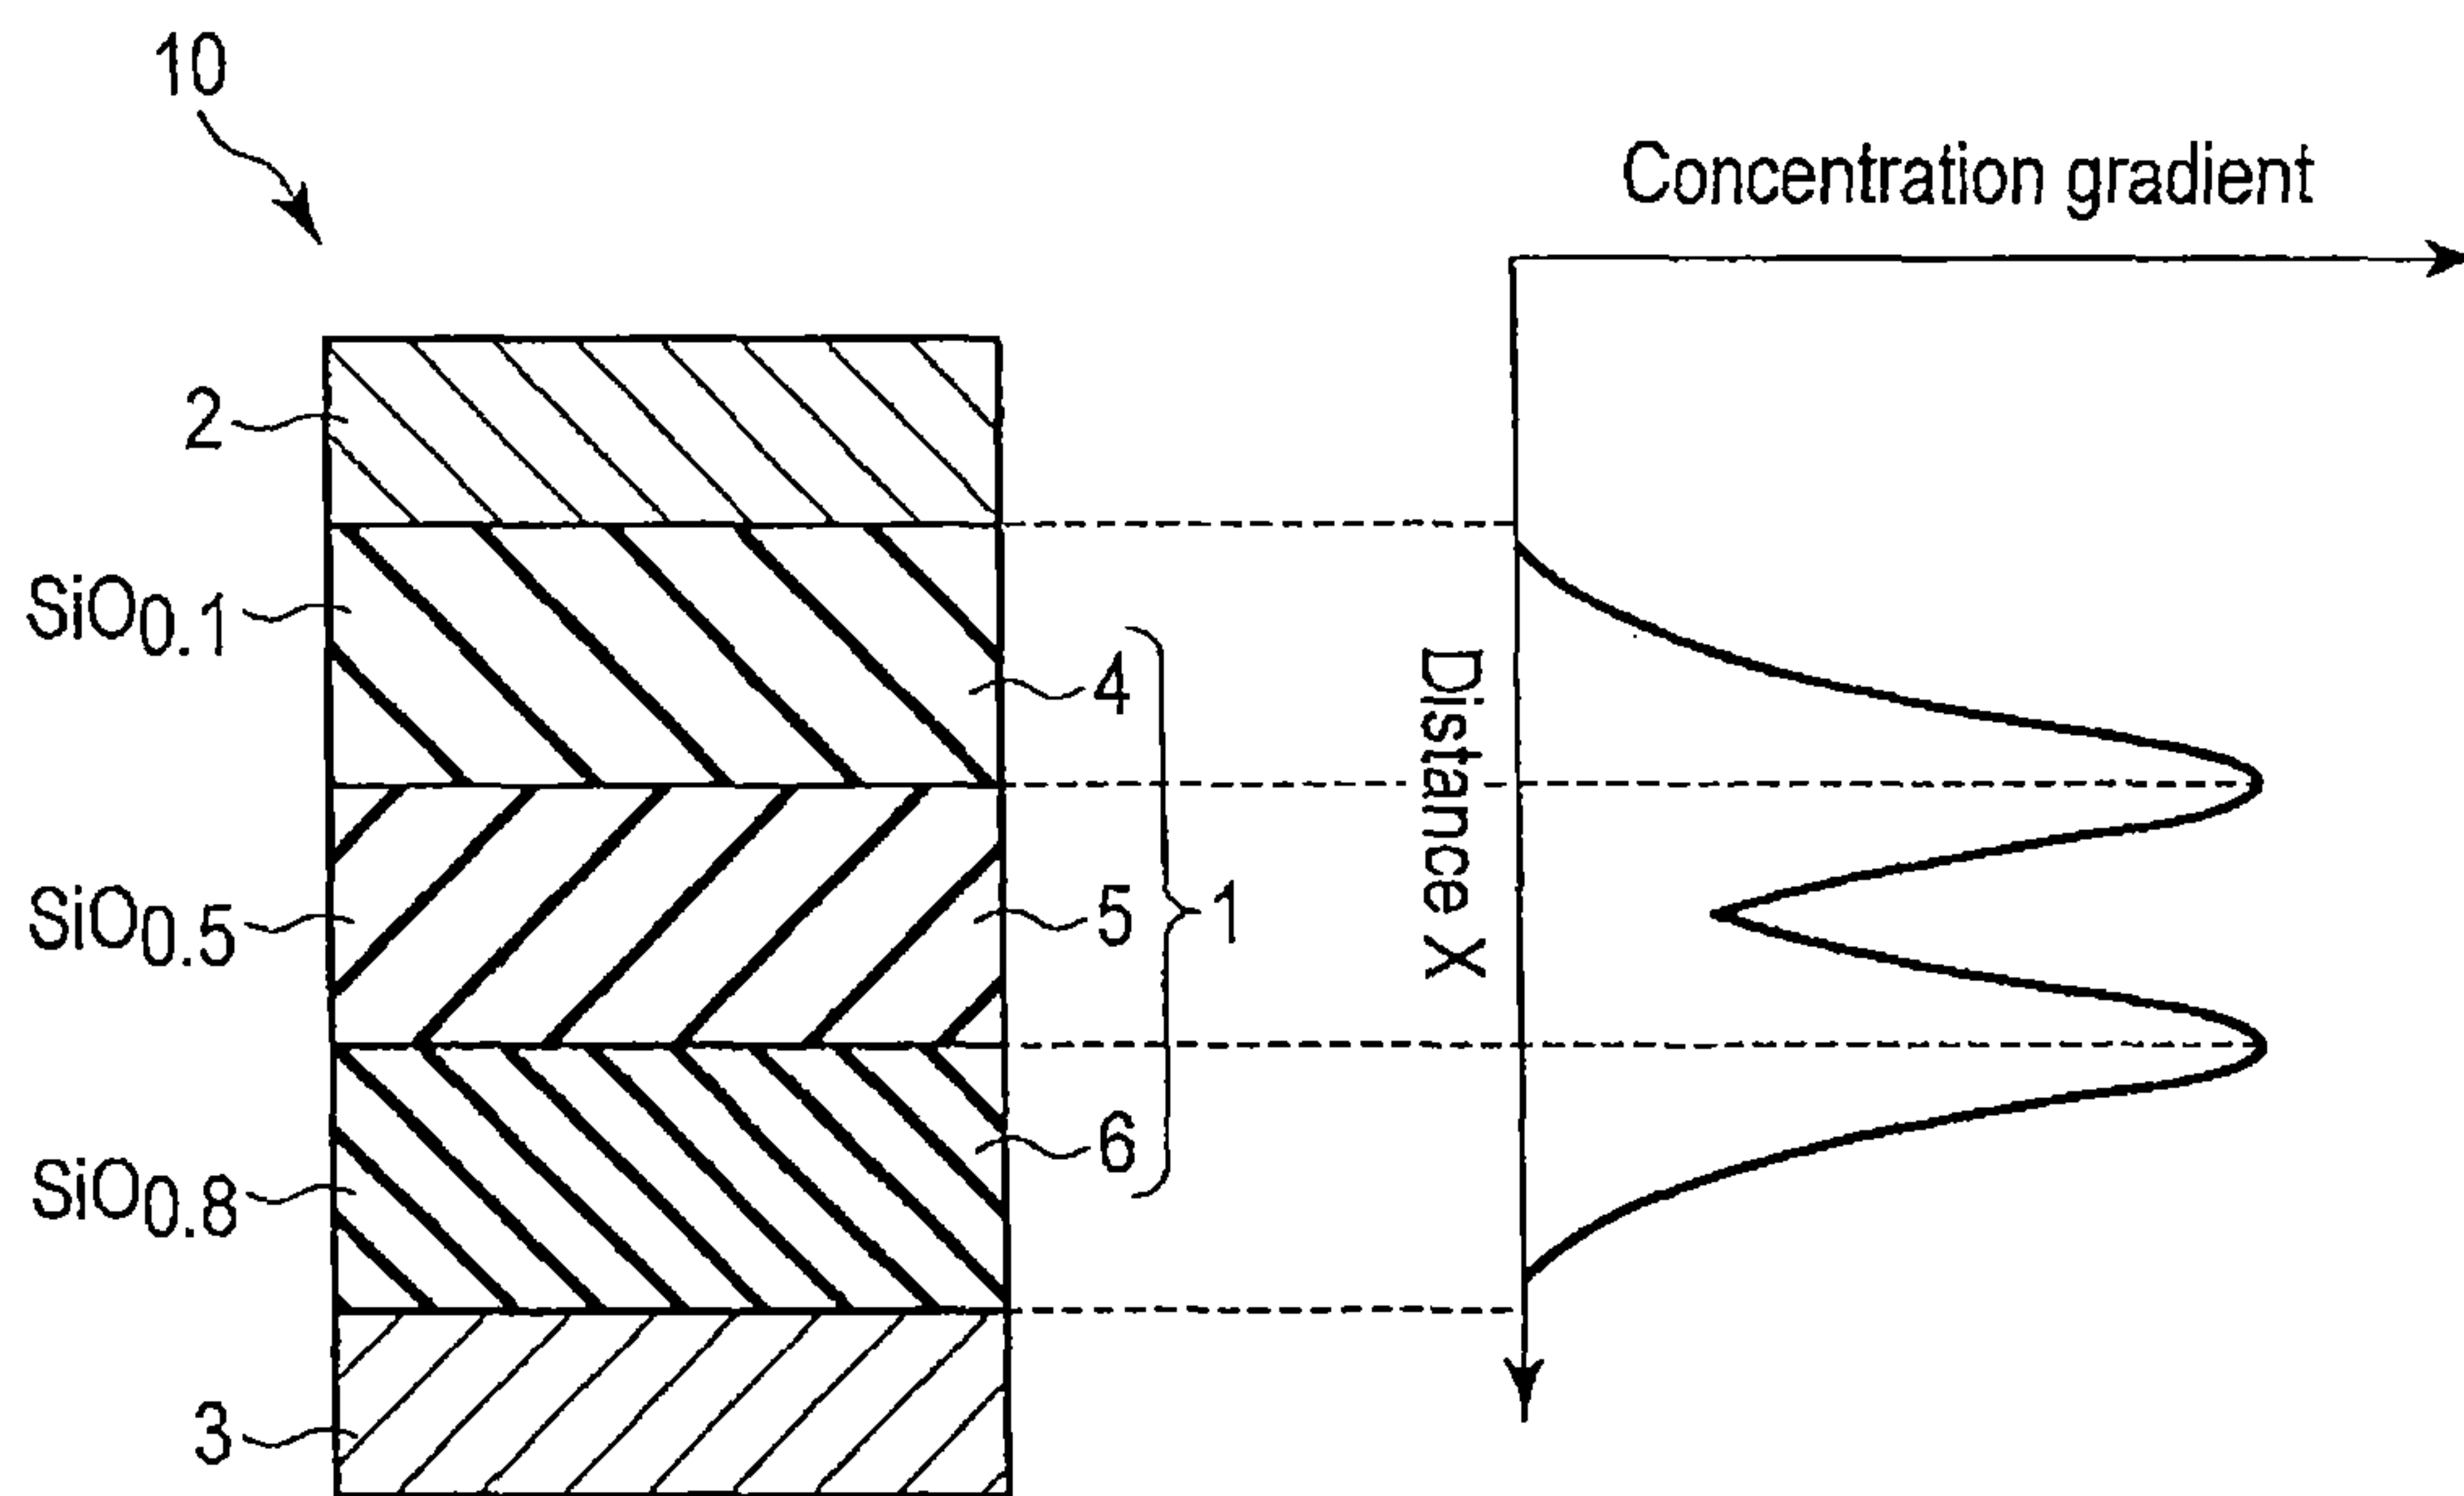 10
Concentration gradient
2
SiO0.1
4
Distance X
SiO0.5
5
1
6
SiO0.8
3